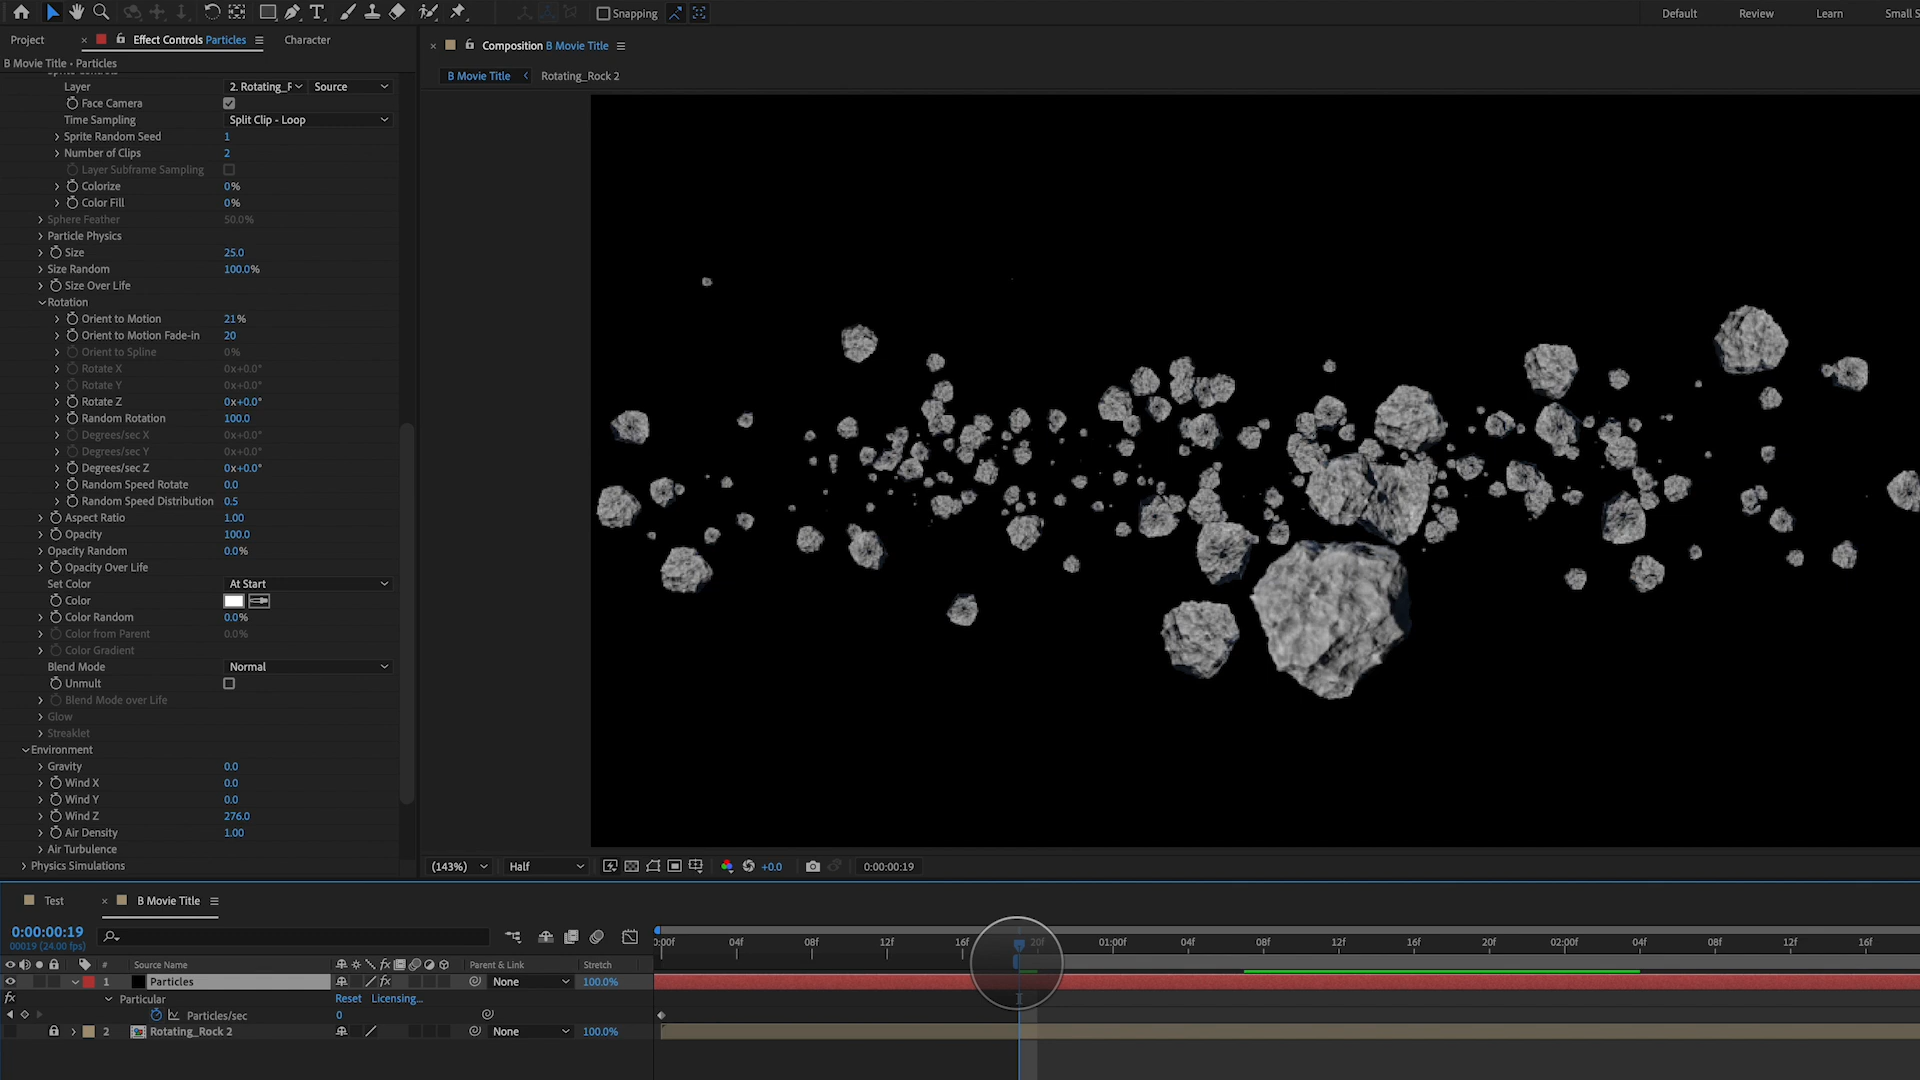 Snapping
Default
Review
Learn
Small S
Project
Effect Controls Particles
Character
B Movie Title • Particles
Composition B Movie Title
B Movie Title
Rotating_Rock 2
Layer
2. Rotating_F
Source
Face Camera
Time Sampling
Split Clip - Loop
Sprite Random Seed
1
Number of Clips
2
Layer Subframe Sampling
Colorize
0%
Color Fill
0%
Sphere Feather
50.0%
Particle Physics
Size
25.0
Size Random
100.0%
Size Over Life
Rotation
Orient to Motion
21%
Orient to Motion Fade-in
20
Orient to Spline
0%
Rotate X
0x+0.0°
Rotate Y
0x+0.0°
Rotate Z
0x+0.0°
Random Rotation
100.0
Degrees/sec X
0x+0.0°
Degrees/sec Y
0x+0.0°
Degrees/sec Z
0x+0.0°
Random Speed Rotate
0.0
Random Speed Distribution
0.5
Aspect Ratio
1.00
Opacity
100.0
Opacity Random
0.0%
Opacity Over Life
Set Color
At Start
Color
Color Random
0.0%
Color from Parent
0.0%
Color Gradient
Blend Mode
Normal
Unmult
Blend Mode over Life
Glow
Streaklet
Environment
Gravity
0.0
Wind X
0.0
Wind Y
0.0
Wind Z
276.0
Air Density
1.00
Air Turbulence
Physics Simulations
(143%)
Half
+0.0
0:00:00:19
Test
B Movie Title
0:00:00:19
00019 (24.00 fps)
0:00f
04f
08f
12f
16f
20f
01:00f
04f
08f
12f
16f
20f
02:00f
04f
08f
12f
16f
#
Source Name
fx
Parent & Link
Stretch
1
Particles
fx
None
100.0%
fx
Particular
Reset
Licensing...
Particles/sec
0
2
Rotating_Rock 2
None
100.0%